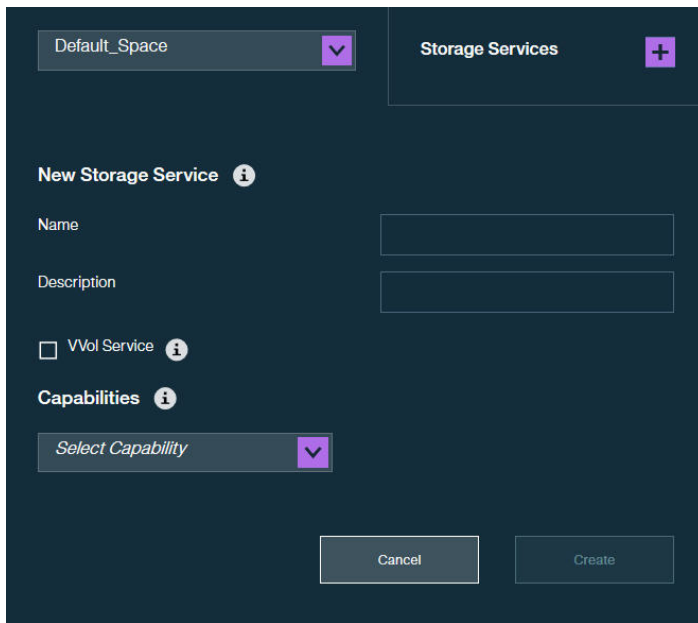 Default_Space
Storage Services
New Storage Service
Name
Description
VVol Service
Capabilities
Select Capability
Cancel
Create